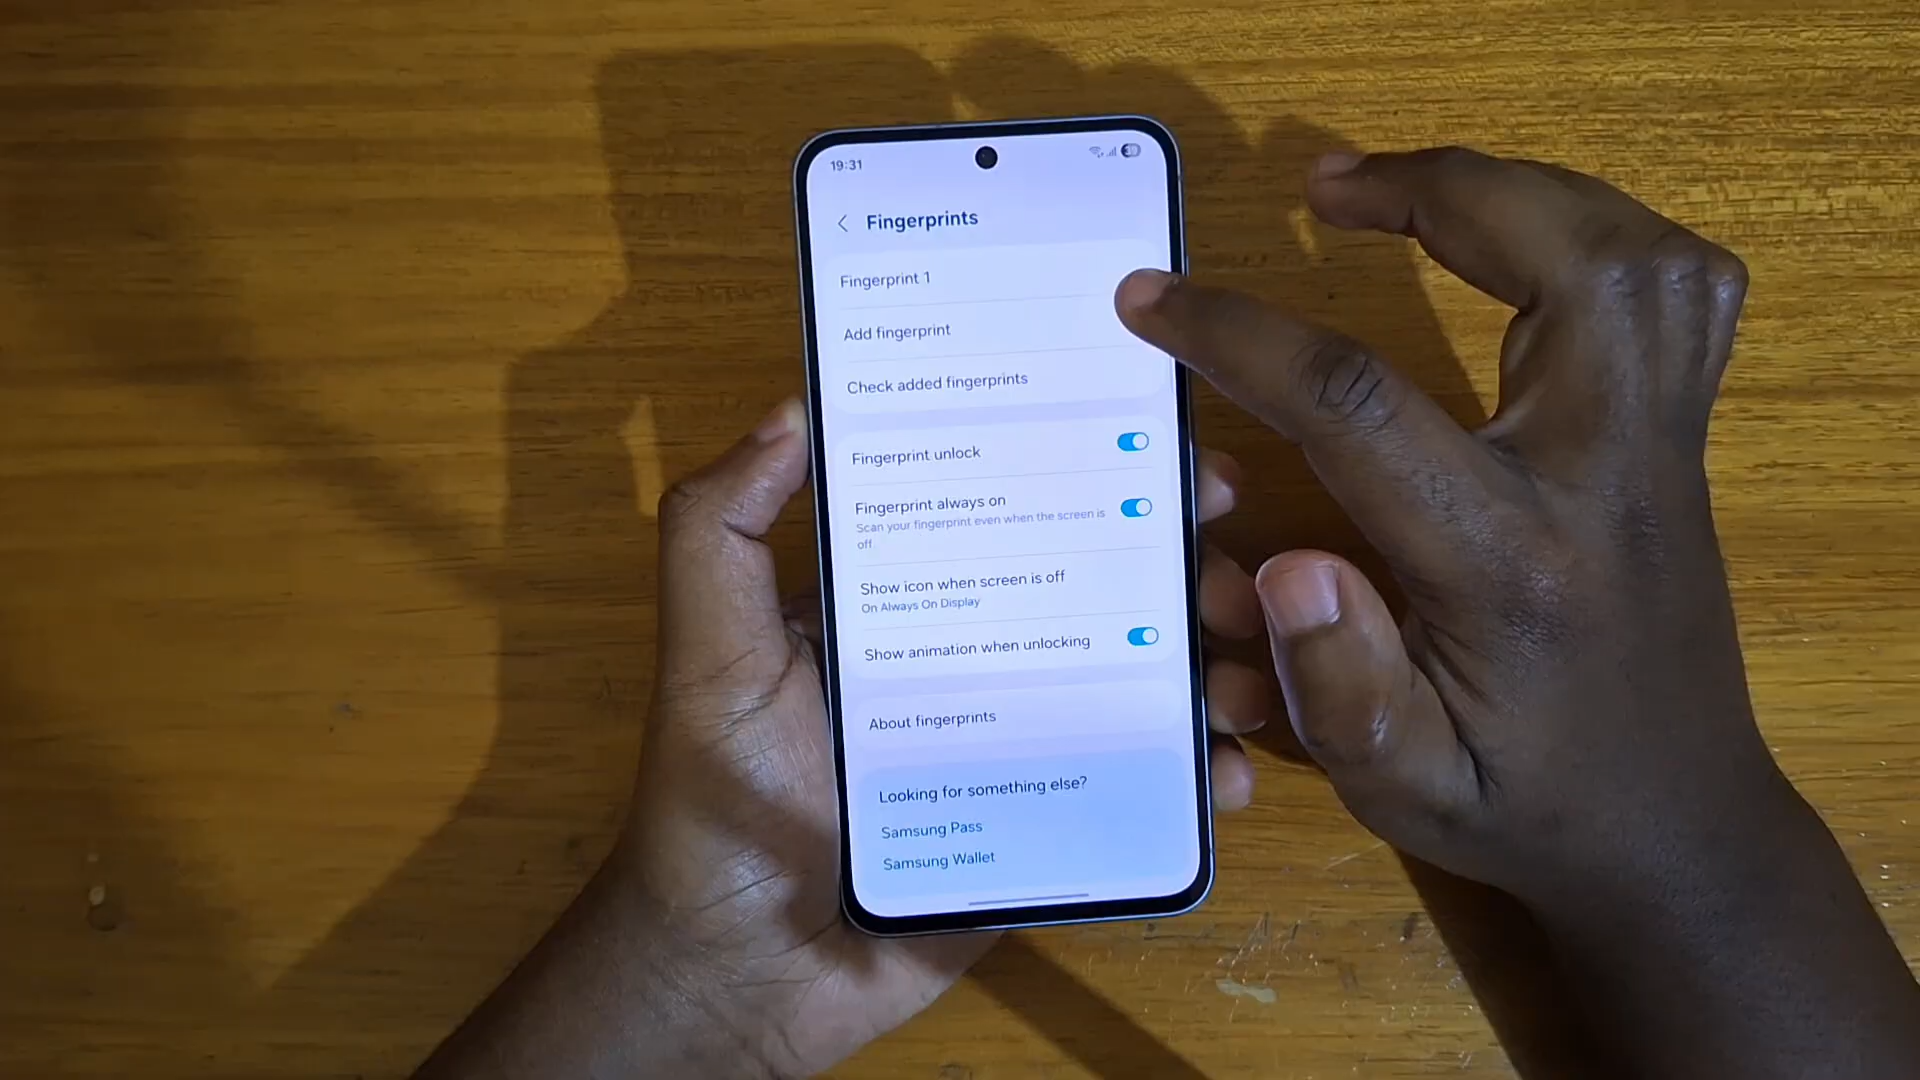 19:31
Fingerprints
Fingerprint 1
Add fingerprint
Check added fingerprints
Fingerprint unlock
Fingerprint always on
Scan your fingerprint even when the screen is
off.
Show icon when screen is off
On Always On Display
Show animation when unlocking
About fingerprints
Looking for something else?
Samsung Pass
Samsung Wallet